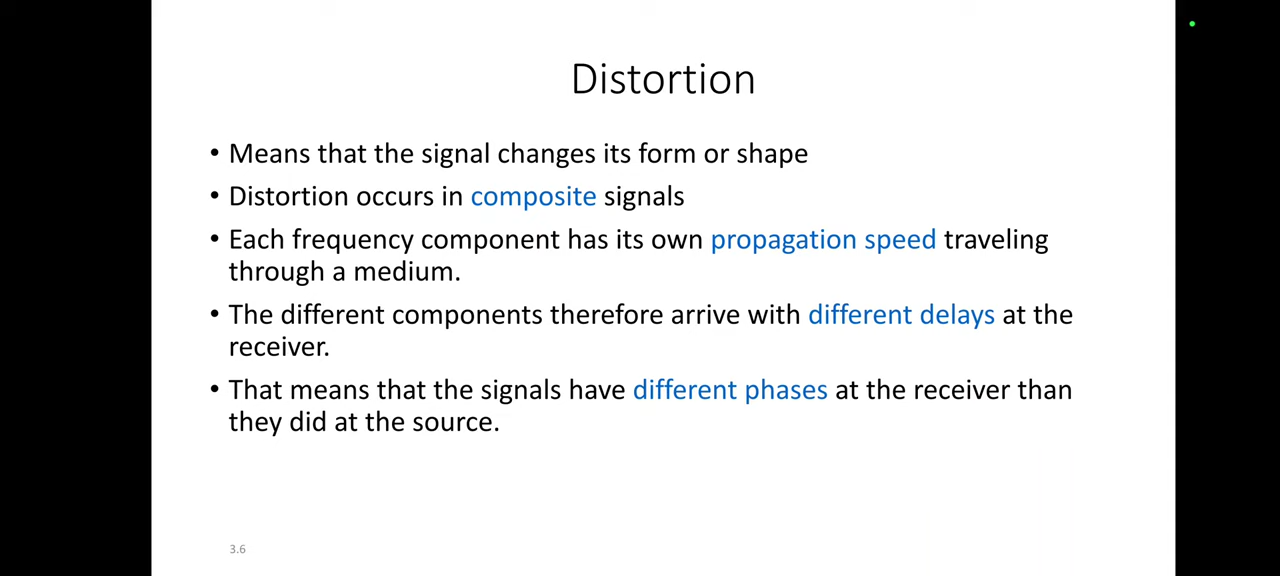 Distortion
• Means that the signal changes its form or shape
• Distortion occurs in composite signals
• Each frequency component has its own propagation speed traveling
through a medium.
• The different components therefore arrive with different delays at the
receiver.
• That means that the signals have different phases at the receiver than
they did at the source.
3.6